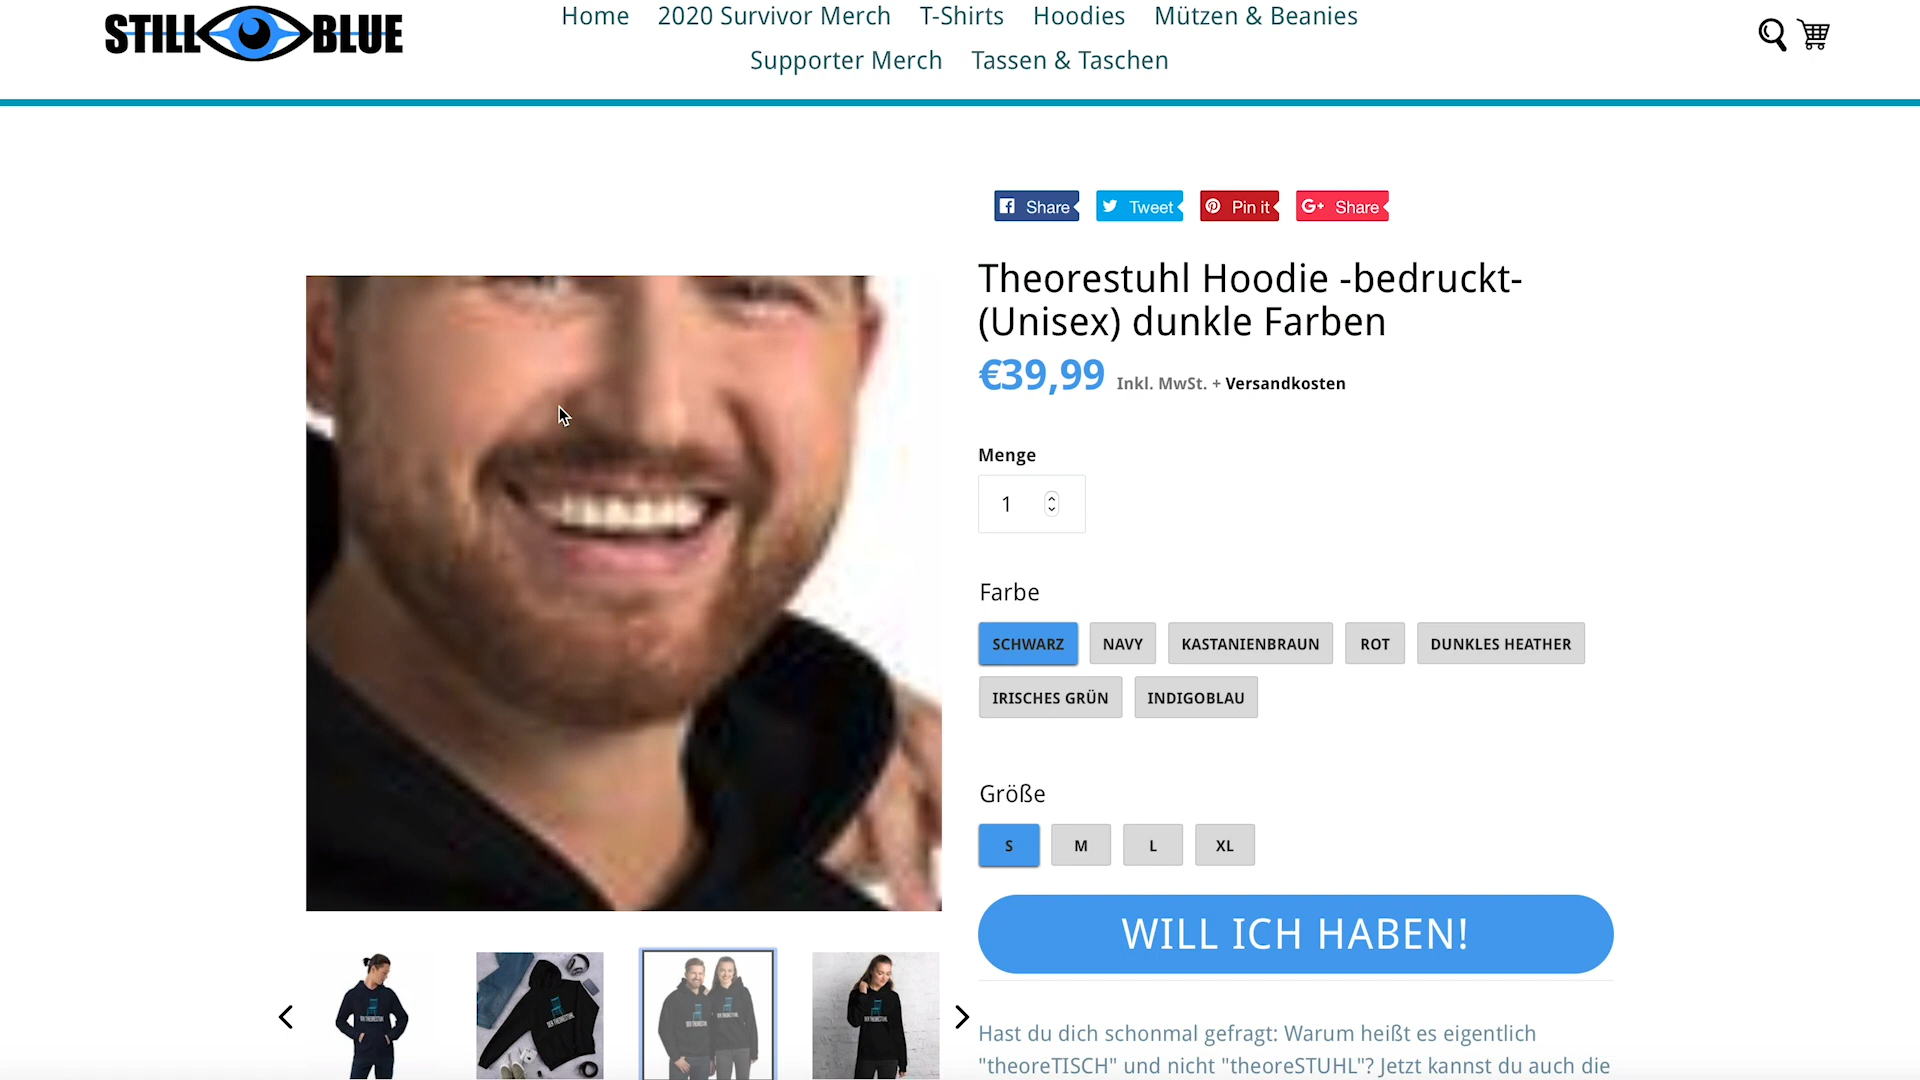 STILL BLUE
Home 2020 Survivor Merch T-Shirts Hoodies Mützen & Beanies
Supporter Merch Tassen & Taschen
Share Tweet Pin it G+ Share
Theorestuhl Hoodie -bedruckt-
(Unisex) dunkle Farben
€39,99 Inkl. MwSt. + Versandkosten
Menge
1
Farbe
SCHWARZ NAVY KASTANIENBRAUN ROT DUNKLES HEATHER
IRISCHES GRÜN INDIGOBLAU
Größe
S M L XL
WILL ICH HABEN!
Hast du dich schonmal gefragt: Warum heißt es eigentlich
"theoreTISCH" und nicht "theoreSTUHL"? Jetzt kannst du auch die